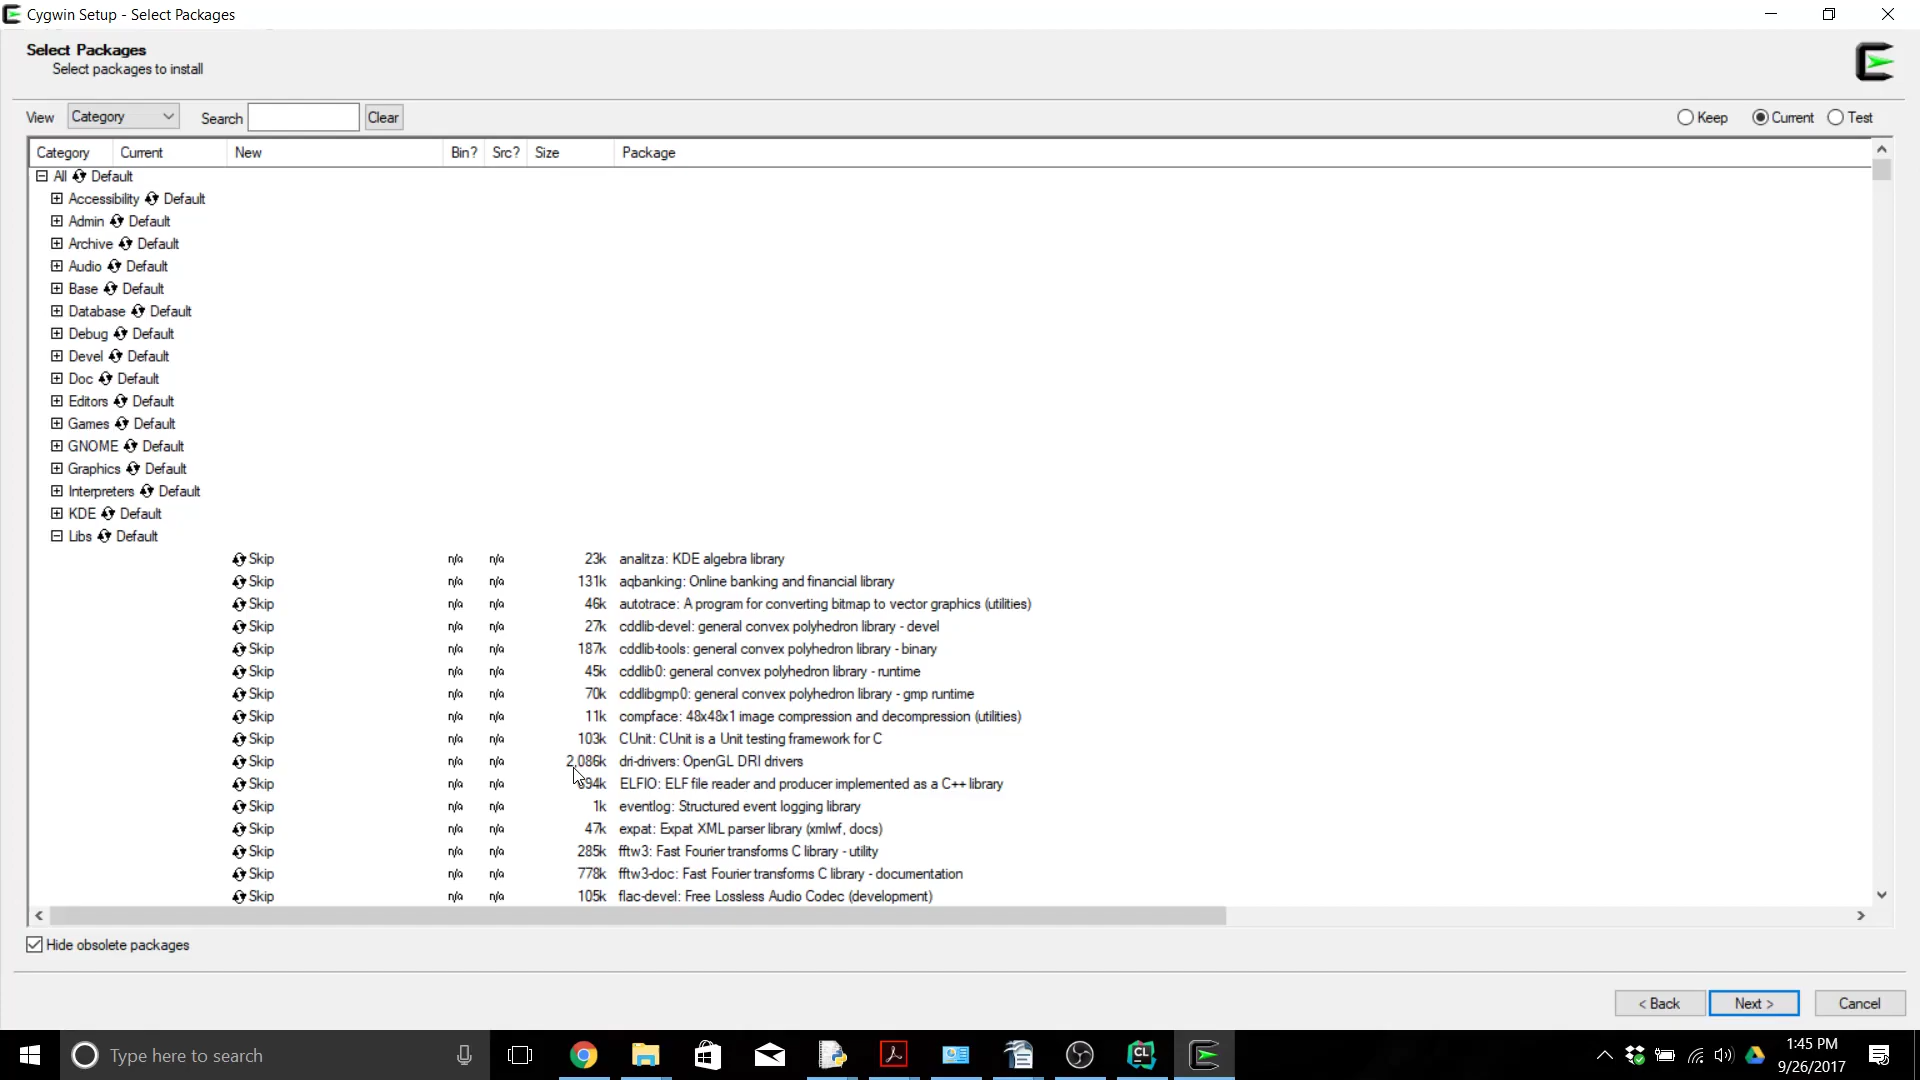 Cygwin Setup - Select Packages
Select Packages
Select packages to install
View Category Search Clear Keep Current Test
Category Current New Bin? Src? Size Package
All Default
Accessibility Default
Admin Default
Archive Default
Audio Default
Base Default
Database Default
Debug Default
Devel Default
Doc Default
Editors Default
Games Default
GNOME Default
Graphics Default
Interpreters Default
KDE Default
Libs Default
Skip n/a n/a 23k analitza: KDE algebra library
Skip n/a n/a 131k aqbanking: Online banking and financial library
Skip n/a n/a 46k autotrace: A program for converting bitmap to vector graphics (utilities)
Skip n/a n/a 27k cddlib-devel: general convex polyhedron library - devel
Skip n/a n/a 187k cddlib-tools: general convex polyhedron library - binary
Skip n/a n/a 45k cddlib0: general convex polyhedron library - runtime
Skip n/a n/a 70k cddlibgmp0: general convex polyhedron library - gmp runtime
Skip n/a n/a 11k compface: 48x48x1 image compression and decompression (utilities)
Skip n/a n/a 103k CUnit: CUnit is a Unit testing framework for C
Skip n/a n/a 2,086k dri-drivers: OpenGL DRI drivers
Skip n/a n/a ELFIO: ELF file reader and producer implemented as a C++ library
Skip n/a n/a 1k eventlog: Structured event logging library
Skip n/a n/a 47k expat: Expat XML parser library (xmlwf, docs)
Skip n/a n/a 285k fftw3: Fast Fourier transforms C library - utility
Skip n/a n/a 778k fftw3-doc: Fast Fourier transforms C library - documentation
Skip n/a n/a 105k flac-devel: Free Lossless Audio Codec (development)
Hide obsolete packages
< Back Next > Cancel
Type here to search
CL
1:45 PM
9/26/2017